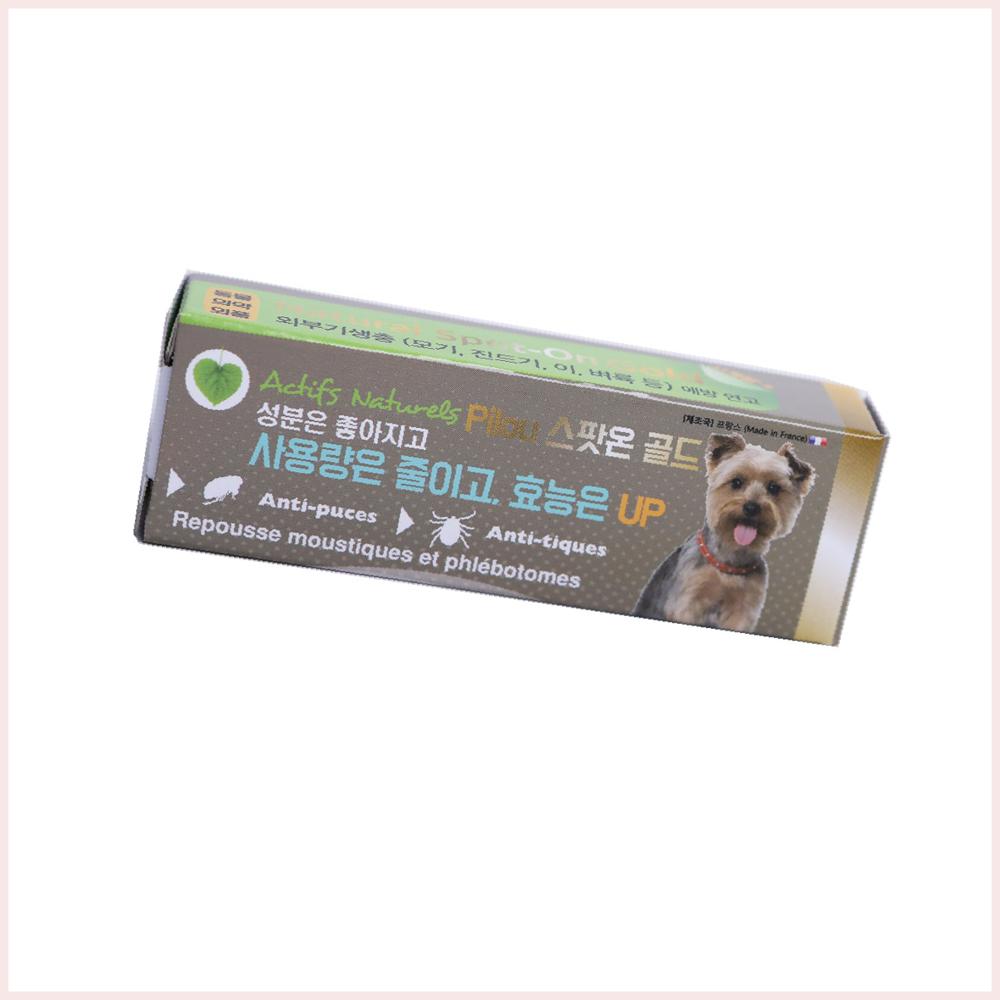 동물
의약
외품
Natural Spot-On Gold
외부기생충 (모기, 진드기, 이, 벼룩 등) 예방 연고
Actifs Naturels Pilou 스팟온 골드
[제조국] 프랑스 (Made in France)
성분은 좋아지고
사용량은 줄이고, 효능은 UP
Anti-puces Anti-tiques
Repousse moustiques et phlébotomes